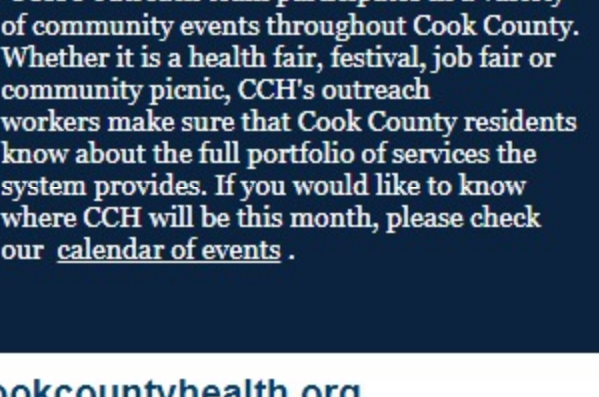 of community events throughout Cook County.
Whether it is a health fair, festival, job fair or
community picnic, CCH's outreach
workers make sure that Cook County residents
know about the full portfolio of services the
system provides. If you would like to know
where CCH will be this month, please check
our calendar of events .
ookcountyhealth.org